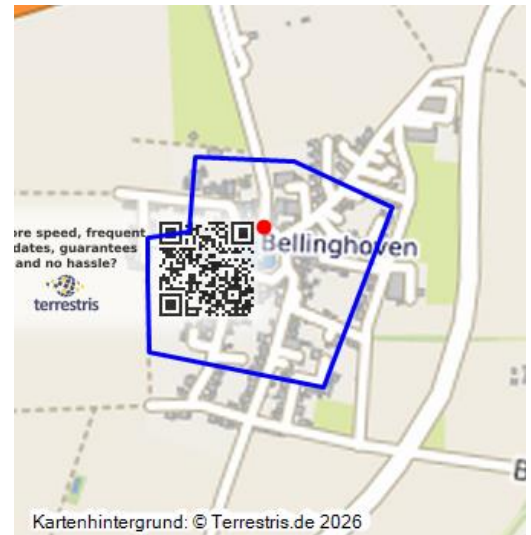 ore speed, frequent
dates, guarantees
and no hassle?
terrestris
Bellinghoven
B
Kartenhintergrund: © Terrestris.de 2026